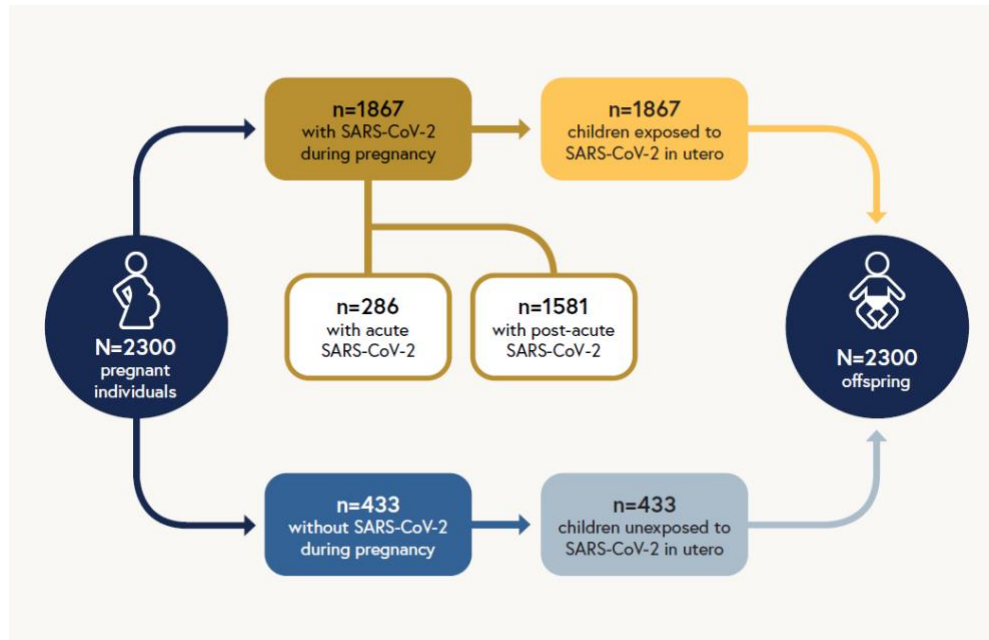 N=2300
pregnant
individuals
n=1867
with SARS-CoV-2
during pregnancy
n=1867
children exposed to
SARS-CoV-2 in utero
n=286
with acute
SARS-CoV-2
n=1581
with post-acute
SARS-CoV-2
n=433
without SARS-CoV-2
during pregnancy
n=433
children unexposed to
SARS-CoV-2 in utero
N=2300
offspring